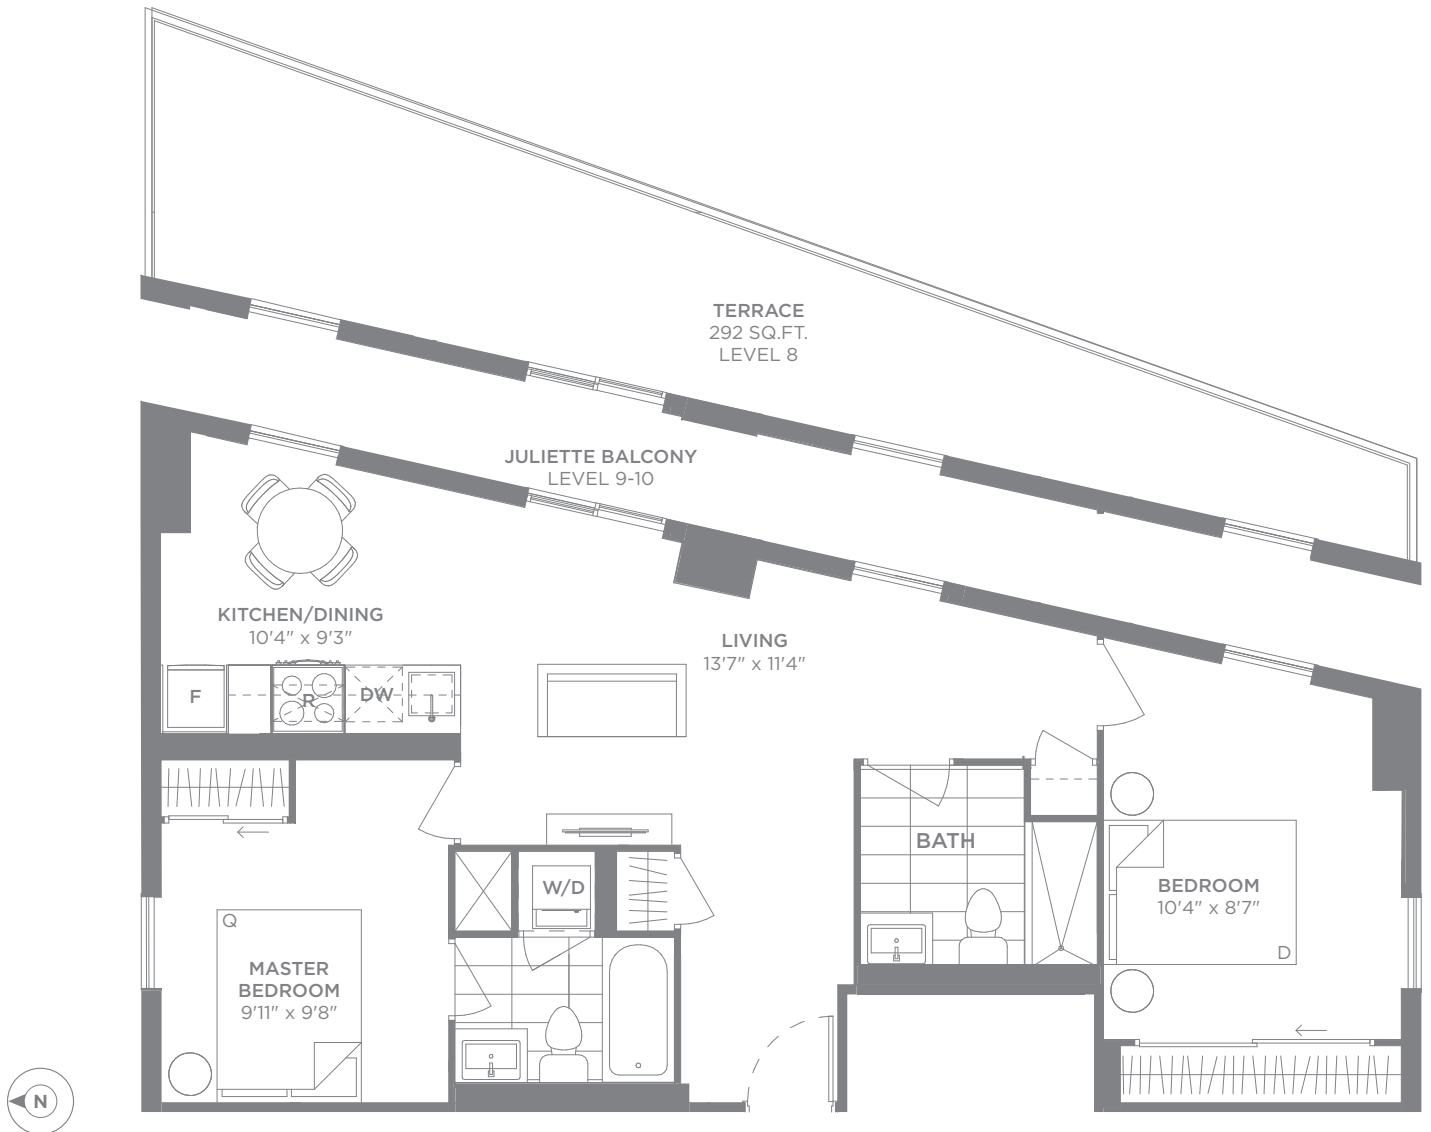 TERRACE
292 SQ.FT.
LEVEL 8
JULIETTE BALCONY
LEVEL 9-10
KITCHEN/DINING
10'4" x 9'3"
LIVING
13'7" x 11'4"
F
R
DW
BATH
W/D
BEDROOM
10'4" x 8'7"
Q
D
MASTER
BEDROOM
9'11" x 9'8"
N